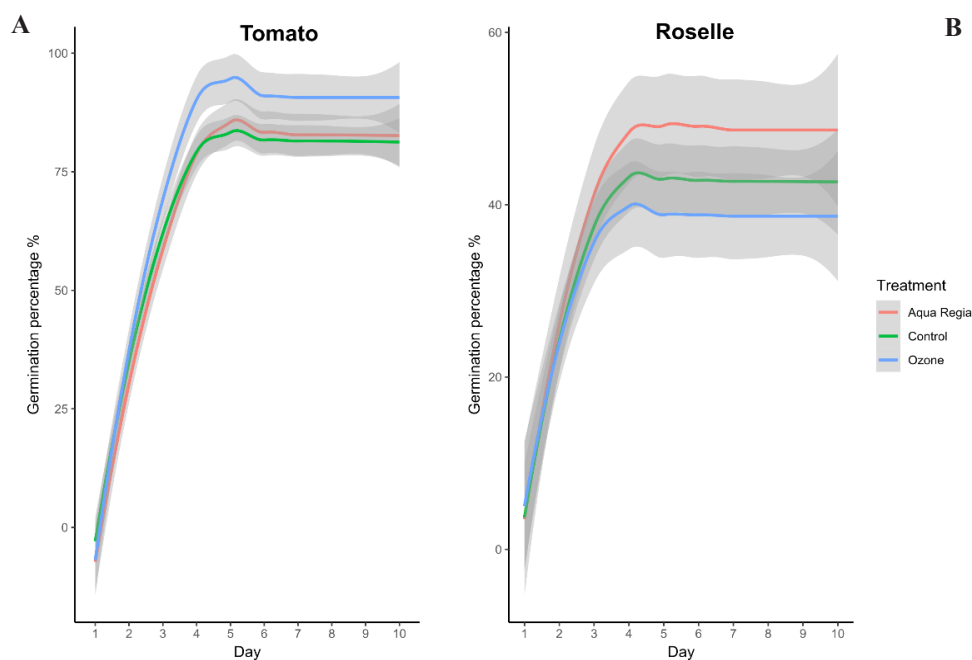 A
Tomato
Germination percentage %
100
75
50
25
0
1 2 3 4 5 6 7 8 9 10
Day
B
Roselle
Germination percentage %
60
40
20
0
1 2 3 4 5 6 7 8 9 10
Day
Treatment
Aqua Regia
Control
Ozone